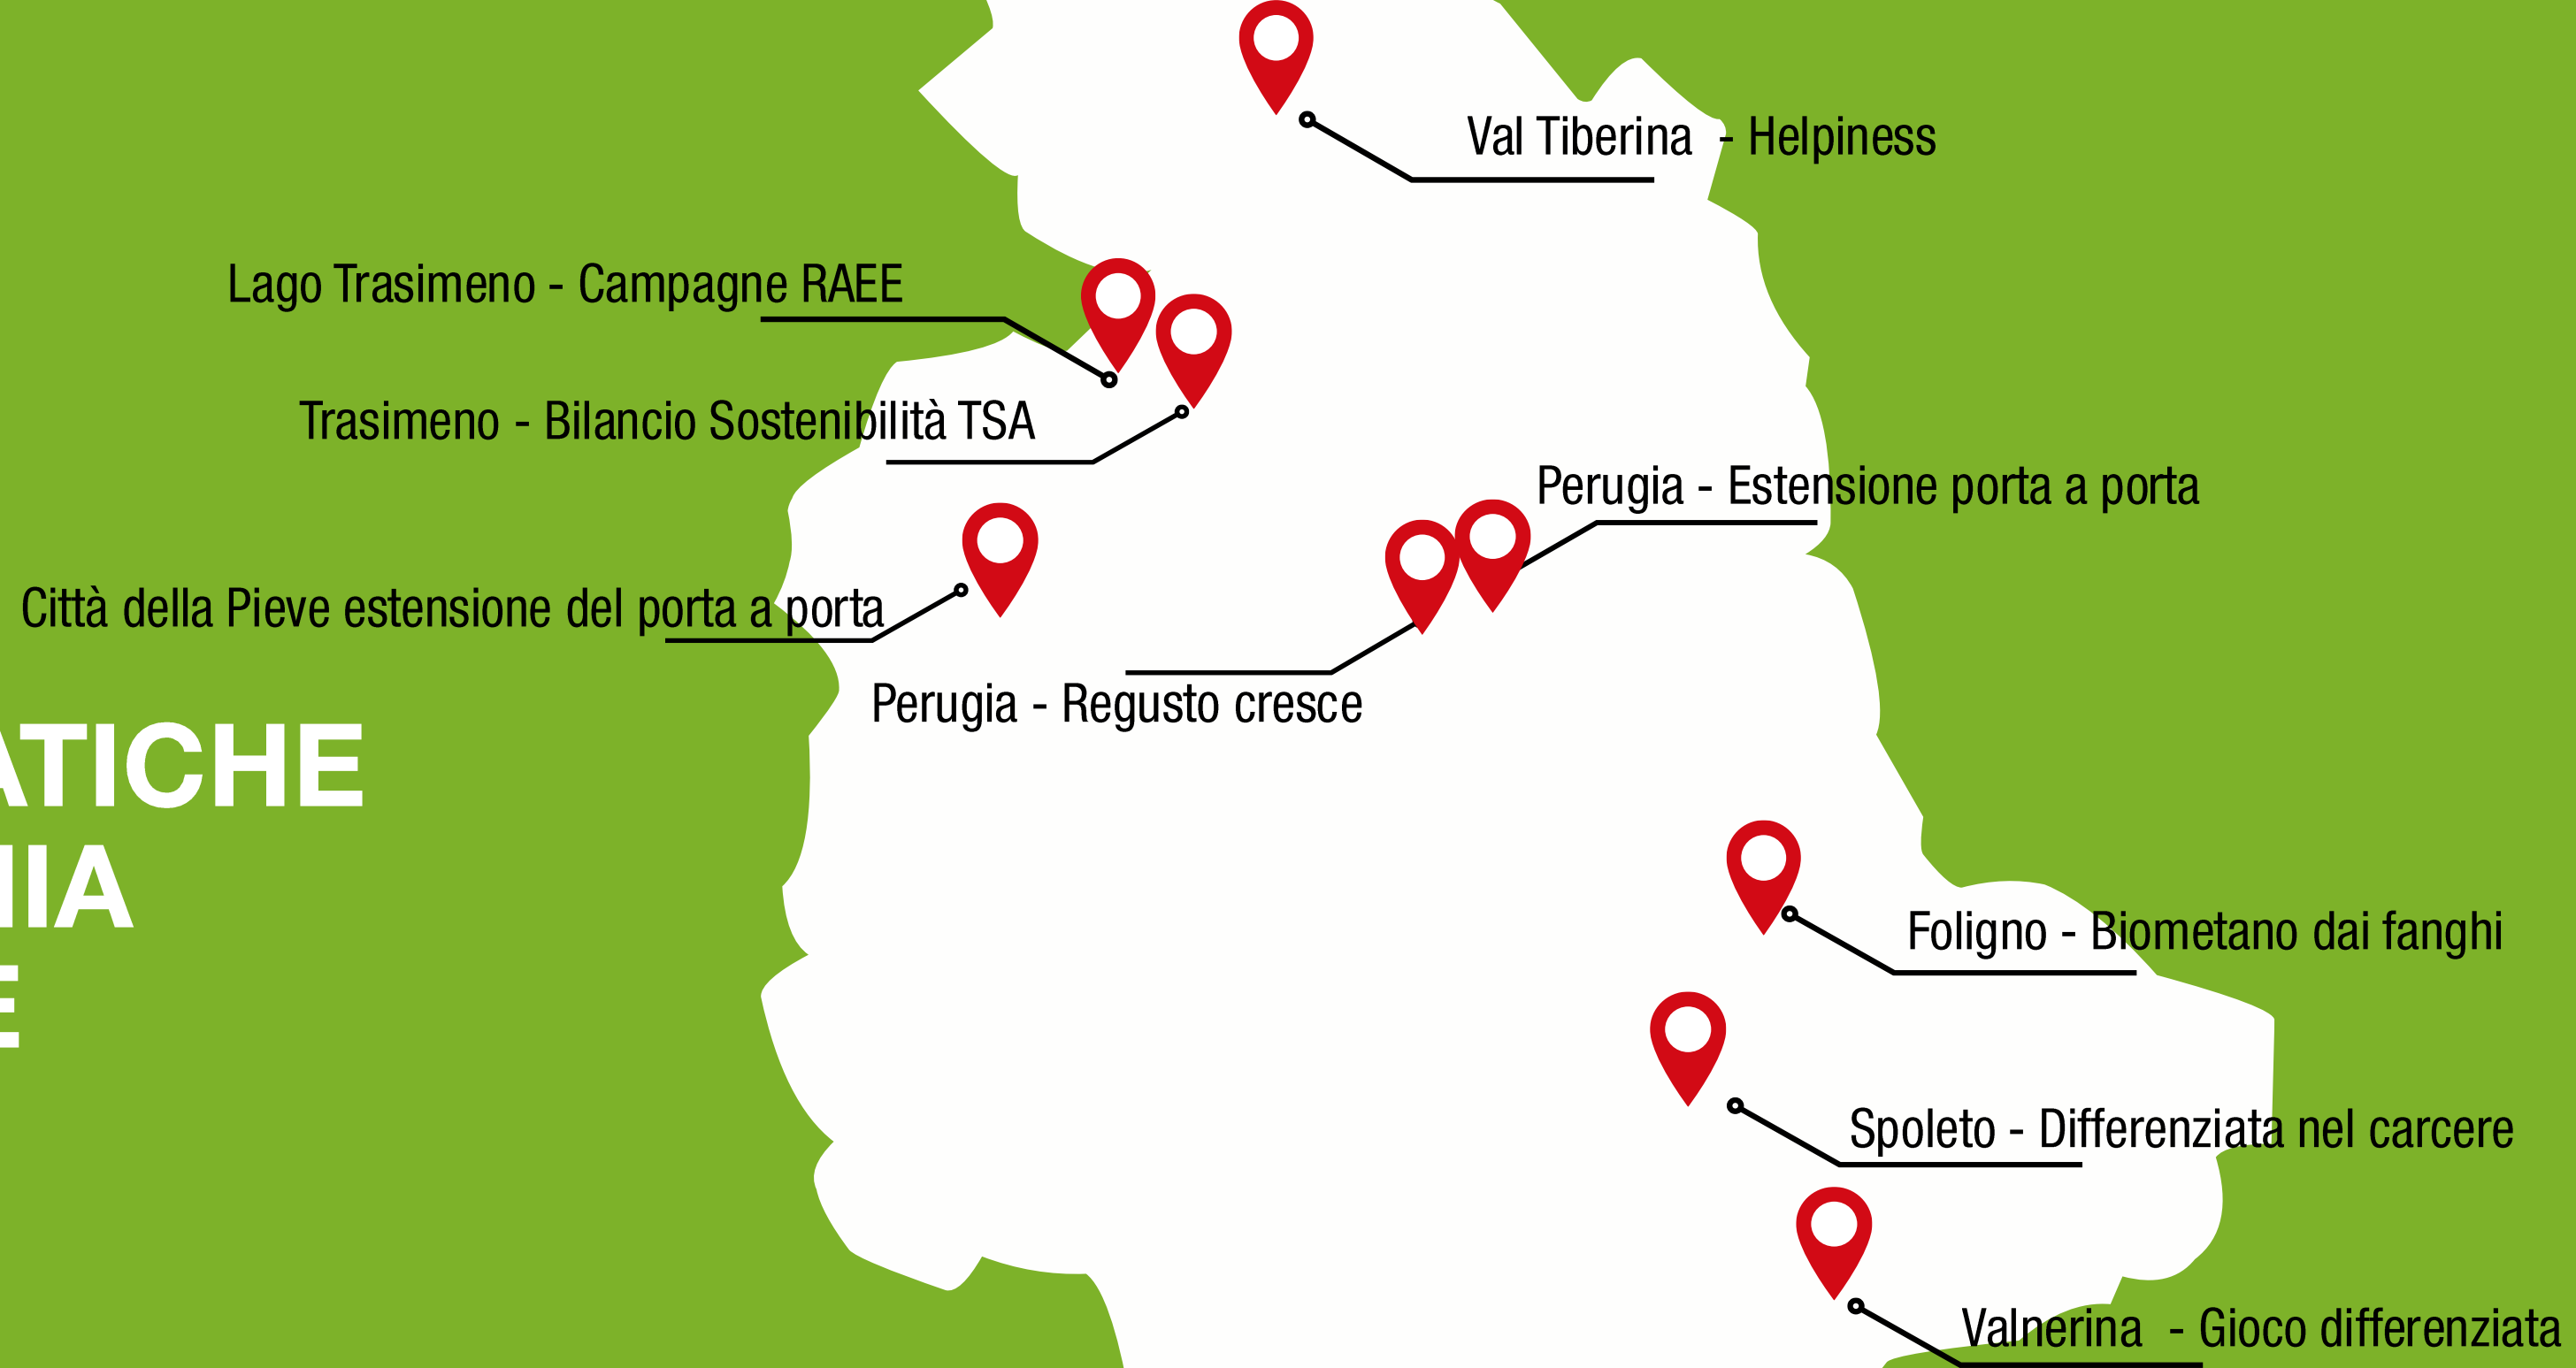 Val Tiberina - Helpiness
Lago Trasimeno - Campagne RAEE
Trasimeno - Bilancio Sostenibilità TSA
Perugia - Estensione porta a porta
Città della Pieve estensione del porta a porta
Perugia - Regusto cresce
ATICHE
IA
E
Foligno - Biometano dai fanghi
Spoleto - Differenziata nel carcere
Valnerina - Gioco differenziata